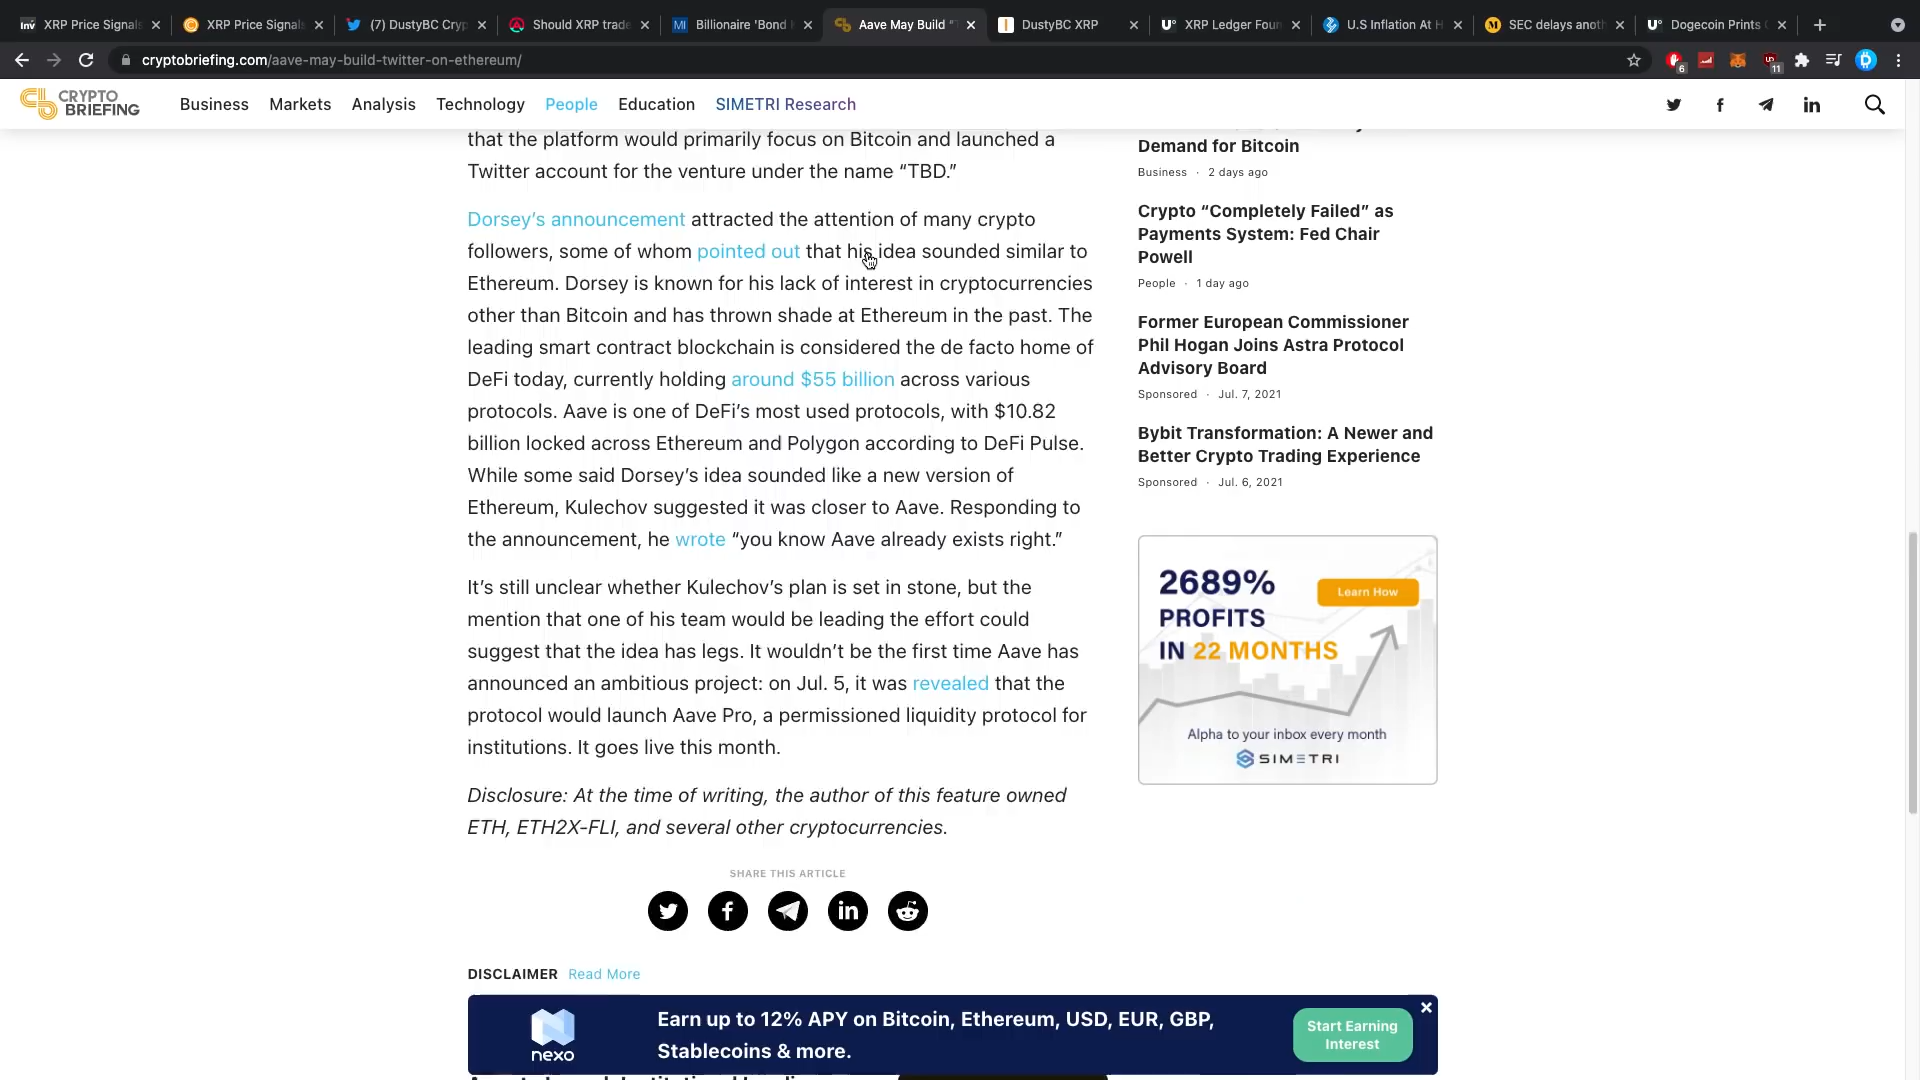 XRP Price Signals
XRP Price Signals
(7) DustyBC Cryp
Should XRP trade
Billionaire 'Bond
Aave May Build "
DustyBC XRP
XRP Ledger Foun
U.S Inflation At H
SEC delays anoth
Dogecoin Prints
cryptobriefing.com/aave-may-build-twitter-on-ethereum/
6
11
CRYPTO
BRIEFING
Business
Markets
Analysis
Technology
People
Education
SIMETRI Research
that the platform would primarily focus on Bitcoin and launched a
Twitter account for the venture under the name “TBD.”
Dorsey’s announcement attracted the attention of many crypto
followers, some of whom pointed out that his idea sounded similar to
Ethereum. Dorsey is known for his lack of interest in cryptocurrencies
other than Bitcoin and has thrown shade at Ethereum in the past. The
leading smart contract blockchain is considered the de facto home of
DeFi today, currently holding around $55 billion across various
protocols. Aave is one of DeFi’s most used protocols, with $10.82
billion locked across Ethereum and Polygon according to DeFi Pulse.
While some said Dorsey’s idea sounded like a new version of
Ethereum, Kulechov suggested it was closer to Aave. Responding to
the announcement, he wrote “you know Aave already exists right.”
It’s still unclear whether Kulechov’s plan is set in stone, but the
mention that one of his team would be leading the effort could
suggest that the idea has legs. It wouldn’t be the first time Aave has
announced an ambitious project: on Jul. 5, it was revealed that the
protocol would launch Aave Pro, a permissioned liquidity protocol for
institutions. It goes live this month.
Disclosure: At the time of writing, the author of this feature owned
ETH, ETH2X-FLI, and several other cryptocurrencies.
SHARE THIS ARTICLE
DISCLAIMER Read More
Demand for Bitcoin
Business · 2 days ago
Crypto “Completely Failed” as
Payments System: Fed Chair
Powell
People · 1 day ago
Former European Commissioner
Phil Hogan Joins Astra Protocol
Advisory Board
Sponsored · Jul. 7, 2021
Bybit Transformation: A Newer and
Better Crypto Trading Experience
Sponsored · Jul. 6, 2021
2689%
PROFITS
IN 22 MONTHS
Learn How
Alpha to your inbox every month
SIMETRI
nexo
Earn up to 12% APY on Bitcoin, Ethereum, USD, EUR, GBP,
Stablecoins & more.
Start Earning
Interest